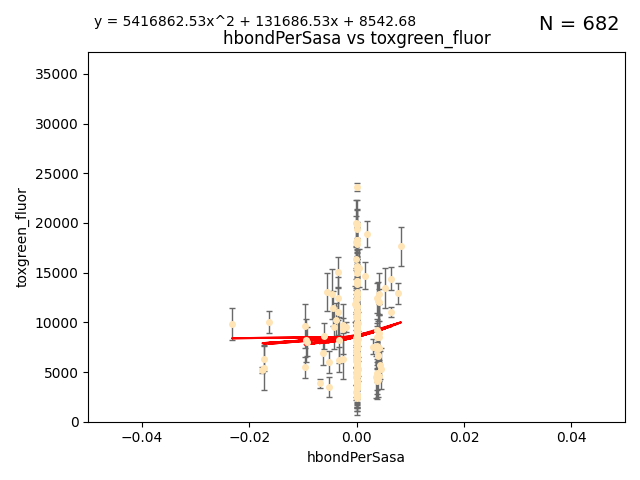 y = 5416862.53x^2 + 131686.53x + 8542.68
N = 682
hbondPerSasa vs toxgreen_fluor
toxgreen_fluor
35000
30000
25000
20000
15000
10000
5000
0
−0.04
−0.02
0.00
0.02
0.04
hbondPerSasa